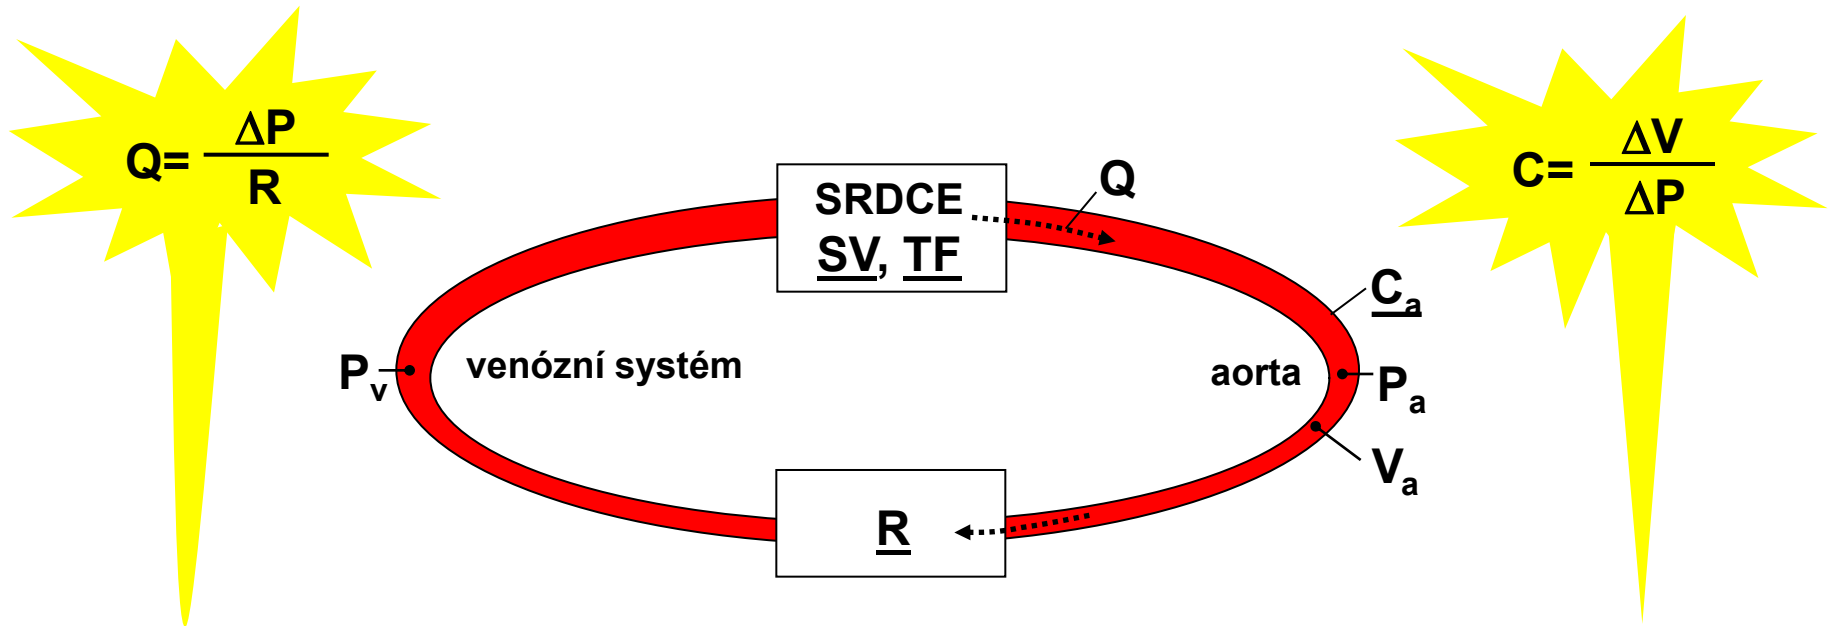 Q= ΔP
R
C= ΔV
ΔP
SRDCE
SV, TF
Q
Ca
Pv
venózní systém
aorta
Pa
Va
R